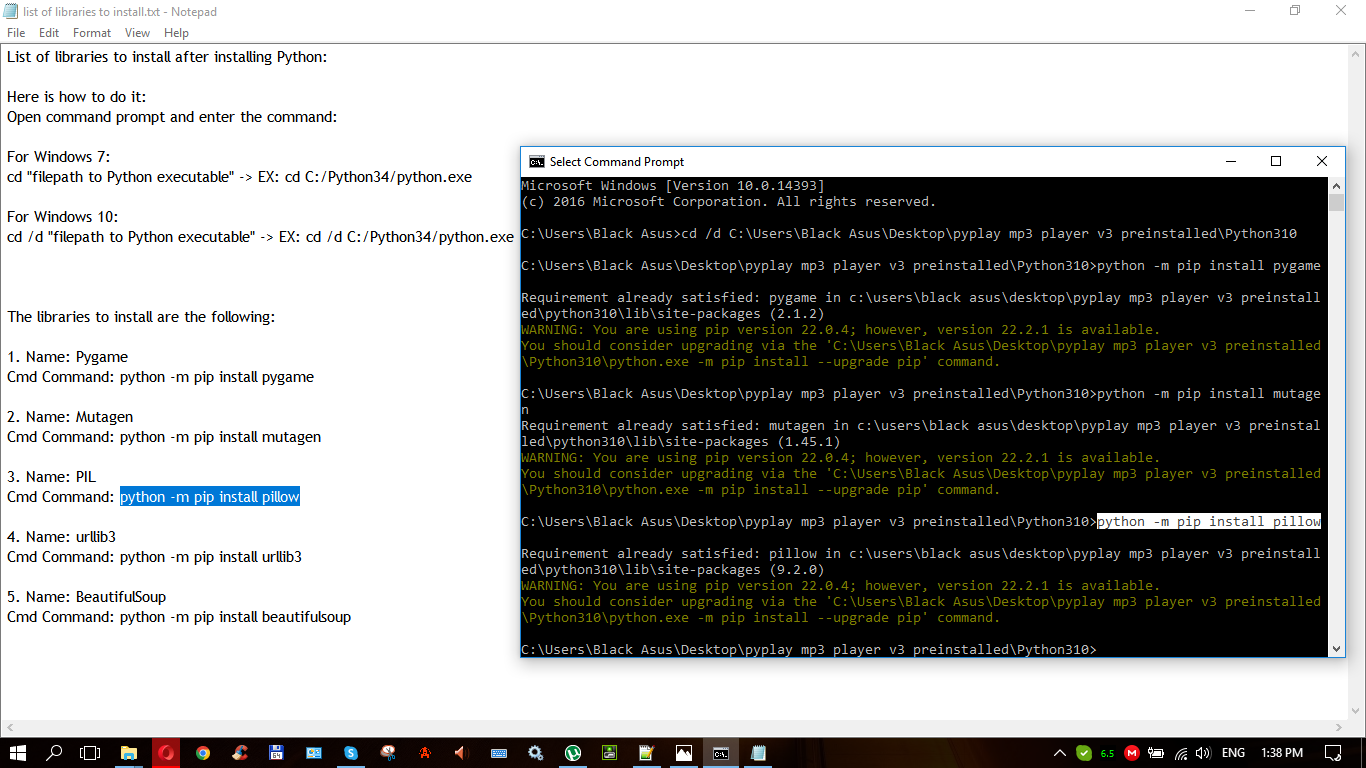 list of libraries to install.txt - Notepad
File Edit Format View Help
List of libraries to install after installing Python:
Here is how to do it:
Open command prompt and enter the command:
For Windows 7:
cd "filepath to Python executable" -> EX: cd C:/Python34/python.exe
For Windows 10:
cd /d "filepath to Python executable" -> EX: cd /d C:/Python34/python.exe
The libraries to install are the following:
1. Name: Pygame
Cmd Command: python -m pip install pygame
2. Name: Mutagen
Cmd Command: python -m pip install mutagen
3. Name: PIL
Cmd Command: python -m pip install pillow
4. Name: urllib3
Cmd Command: python -m pip install urllib3
5. Name: BeautifulSoup
Cmd Command: python -m pip install beautifulsoup
Select Command Prompt
Microsoft Windows [Version 10.0.14393]
(c) 2016 Microsoft Corporation. All rights reserved.
C:\Users\Black Asus>cd /d C:\Users\Black Asus\Desktop\pyplay mp3 player v3 preinstalled\Python310
C:\Users\Black Asus\Desktop\pyplay mp3 player v3 preinstalled\Python310>python -m pip install pygame
Requirement already satisfied: pygame in c:\users\black asus\desktop\pyplay mp3 player v3 preinstall
ed\python310\lib\site-packages (2.1.2)
WARNING: You are using pip version 22.0.4; however, version 22.2.1 is available.
You should consider upgrading via the 'C:\Users\Black Asus\Desktop\pyplay mp3 player v3 preinstalled
\Python310\python.exe -m pip install --upgrade pip' command.
C:\Users\Black Asus\Desktop\pyplay mp3 player v3 preinstalled\Python310>python -m pip install mutage
n
Requirement already satisfied: mutagen in c:\users\black asus\desktop\pyplay mp3 player v3 preinstal
led\python310\lib\site-packages (1.45.1)
WARNING: You are using pip version 22.0.4; however, version 22.2.1 is available.
You should consider upgrading via the 'C:\Users\Black Asus\Desktop\pyplay mp3 player v3 preinstalled
\Python310\python.exe -m pip install --upgrade pip' command.
C:\Users\Black Asus\Desktop\pyplay mp3 player v3 preinstalled\Python310>python -m pip install pillow
Requirement already satisfied: pillow in c:\users\black asus\desktop\pyplay mp3 player v3 preinstall
ed\python310\lib\site-packages (9.2.0)
WARNING: You are using pip version 22.0.4; however, version 22.2.1 is available.
You should consider upgrading via the 'C:\Users\Black Asus\Desktop\pyplay mp3 player v3 preinstalled
\Python310\python.exe -m pip install --upgrade pip' command.
C:\Users\Black Asus\Desktop\pyplay mp3 player v3 preinstalled\Python310>
6.5 ENG 1:38 PM